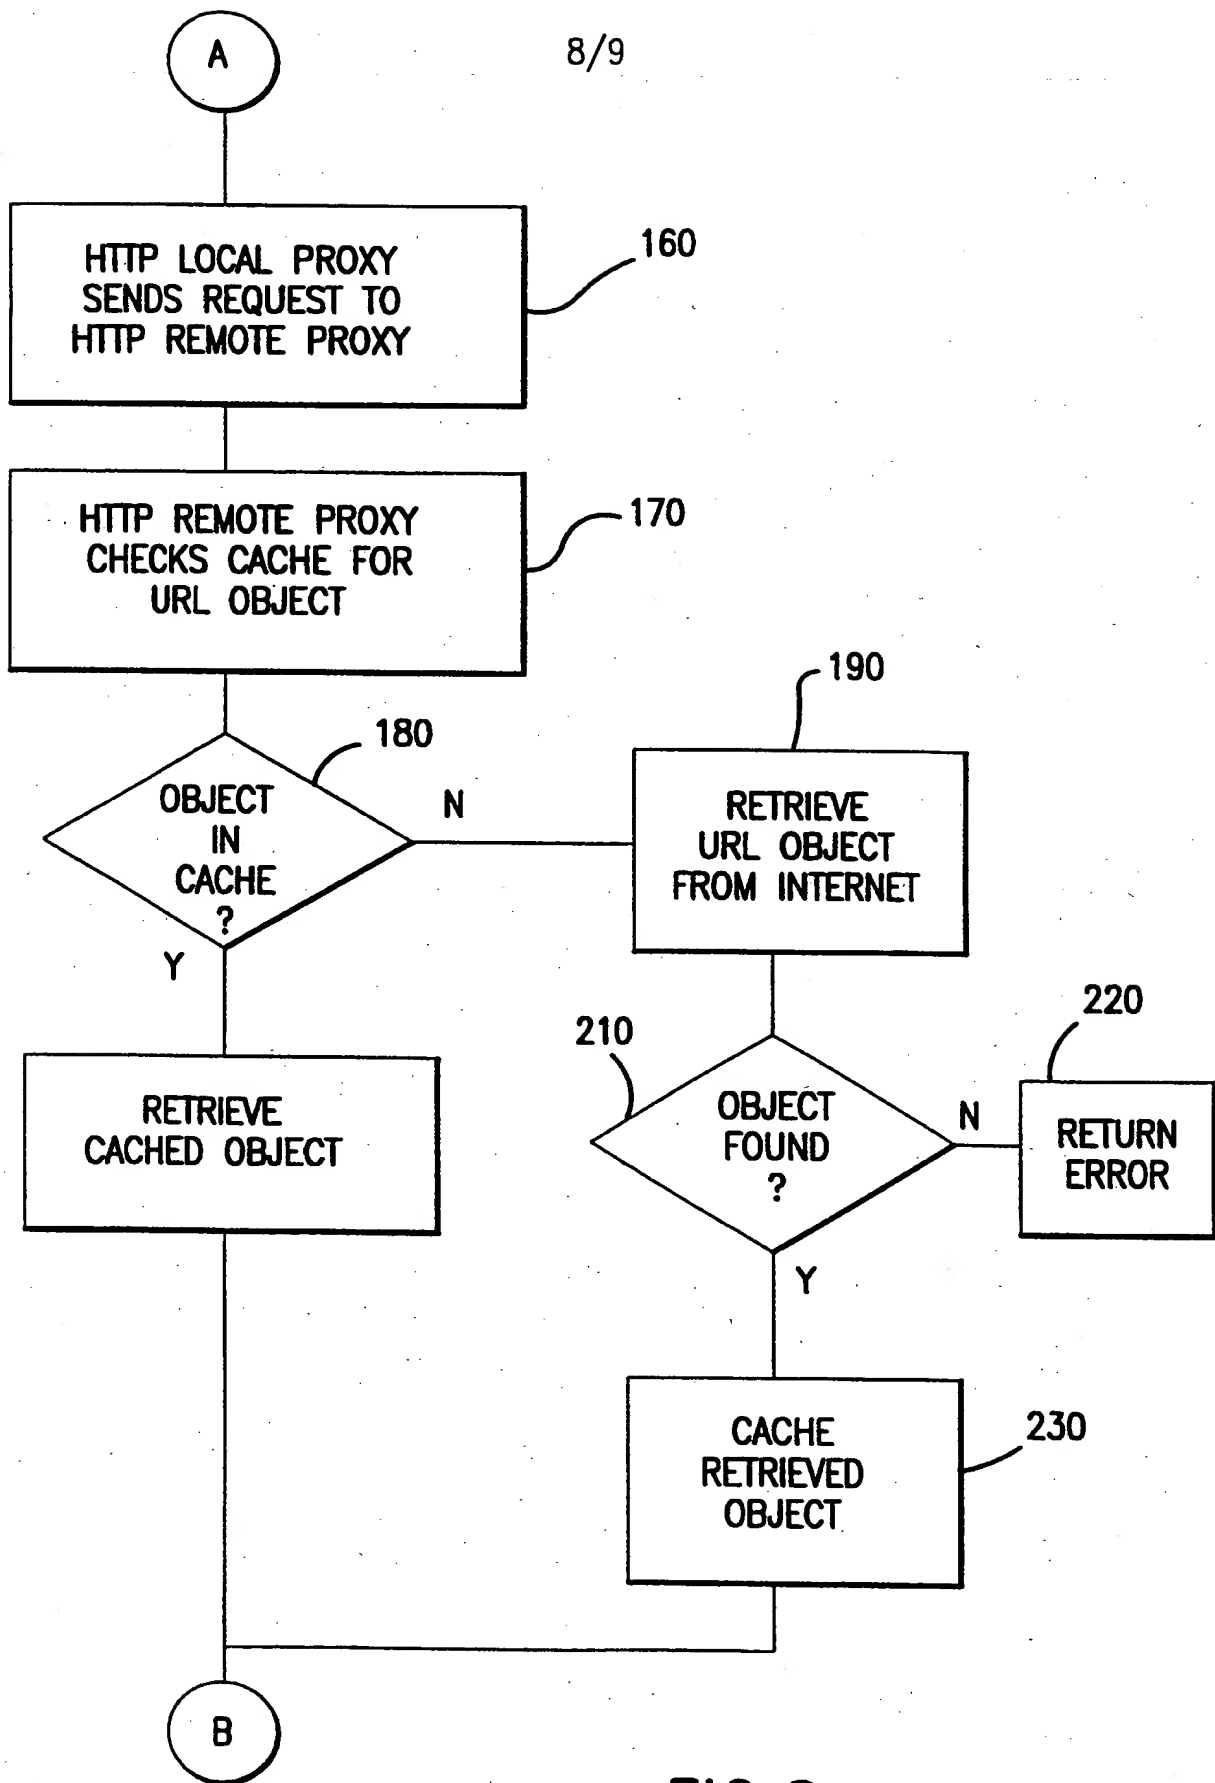 8/9
A
HTTP LOCAL PROXY
SENDS REQUEST TO
HTTP REMOTE PROXY
160
HTTP REMOTE PROXY
CHECKS CACHE FOR
URL OBJECT
170
180
OBJECT
IN
CACHE
?
N
Y
190
RETRIEVE
URL OBJECT
FROM INTERNET
RETRIEVE
CACHED OBJECT
210
OBJECT
FOUND
?
N
Y
220
RETURN
ERROR
CACHE
RETRIEVED
OBJECT
230
B